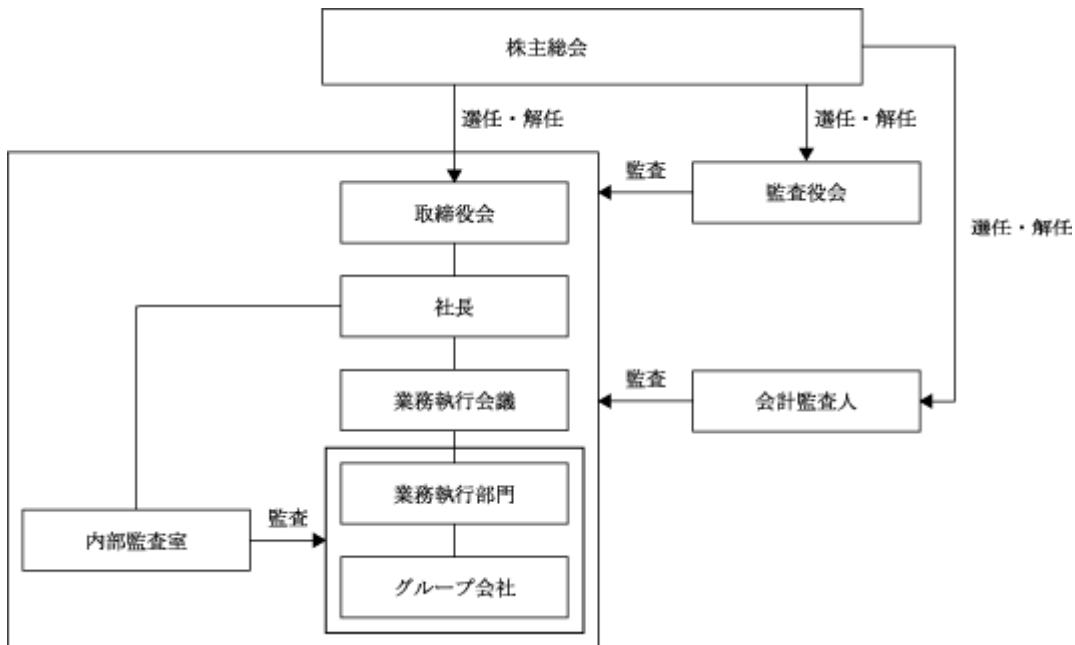 株主総会
選任・解任
選任・解任
監査
監査役会
取締役会
選任・解任
社長
監査
業務執行会議
会計監査人
業務執行部門
監査
内部監査室
グループ会社